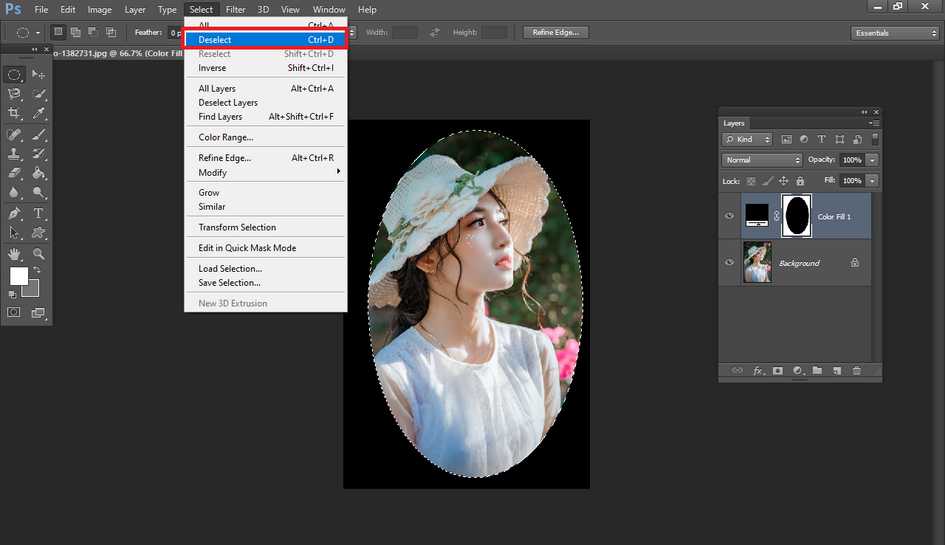 Ps File Edit Image Layer Type Select Filter 3D View Window Help
Feather: 0 p Width: Height: Refine Edge... Essentials
o-1382731.jpg @ 66.7% (Color Fill
All Ctrl+A
Deselect Ctrl+D
Reselect Shift+Ctrl+D
Inverse Shift+Ctrl+I
All Layers Alt+Ctrl+A
Deselect Layers
Find Layers Alt+Shift+Ctrl+F
Color Range...
Refine Edge... Alt+Ctrl+R
Modify
Grow
Similar
Transform Selection
Edit in Quick Mask Mode
Load Selection...
Save Selection...
New 3D Extrusion
Layers
Kind
Normal Opacity: 100%
Lock: Fill: 100%
Color Fill 1
Background
fx